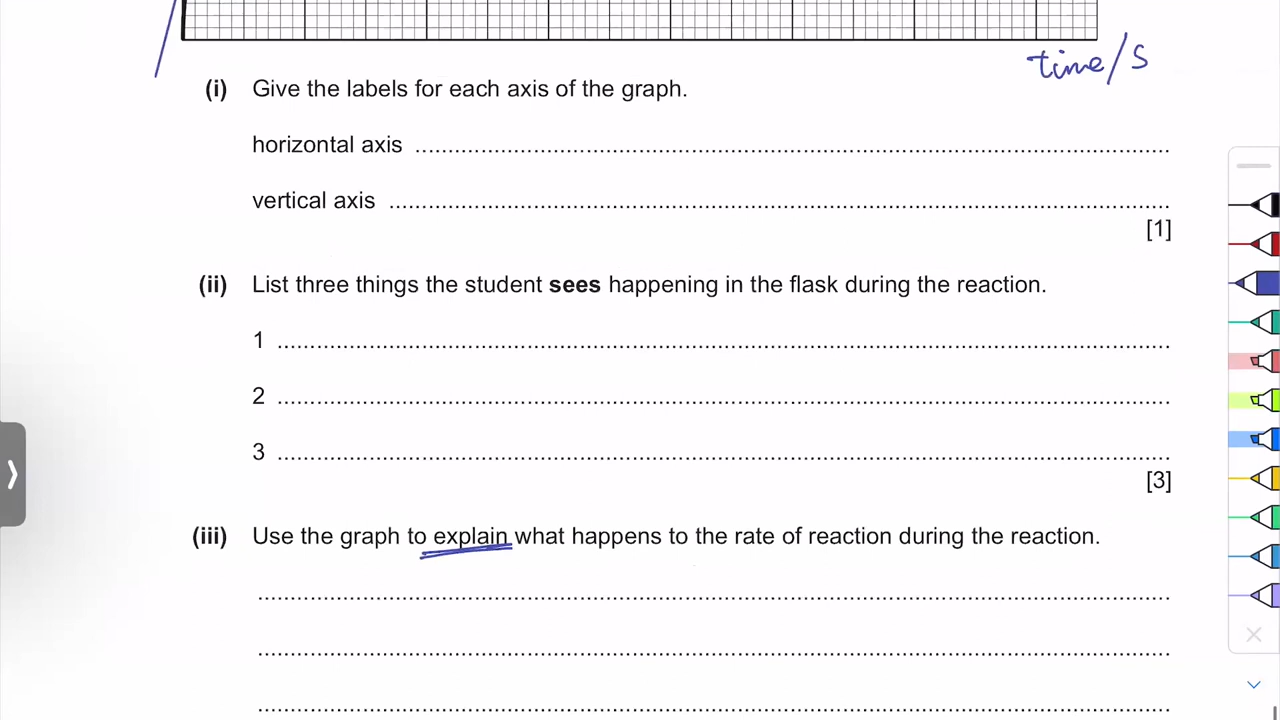 time/s
(i) Give the labels for each axis of the graph.
horizontal axis ........................................................................................................................
vertical axis ........................................................................................................................
[1]
(ii) List three things the student sees happening in the flask during the reaction.
1 ........................................................................................................................
2 ........................................................................................................................
3 ........................................................................................................................
[3]
(iii) Use the graph to explain what happens to the rate of reaction during the reaction.
........................................................................................................................
........................................................................................................................
........................................................................................................................